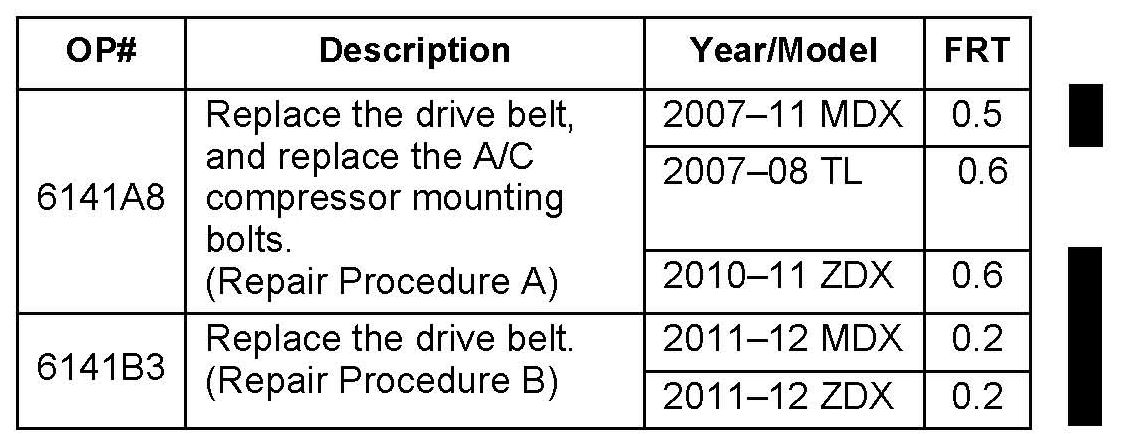 OP# Description Year/Model FRT
6141A8
Replace the drive belt,
and replace the A/C
compressor mounting
bolts.
(Repair Procedure A)
2007–11 MDX 0.5
2007–08 TL 0.6
2010–11 ZDX 0.6
6141B3
Replace the drive belt.
(Repair Procedure B)
2011–12 MDX 0.2
2011–12 ZDX 0.2